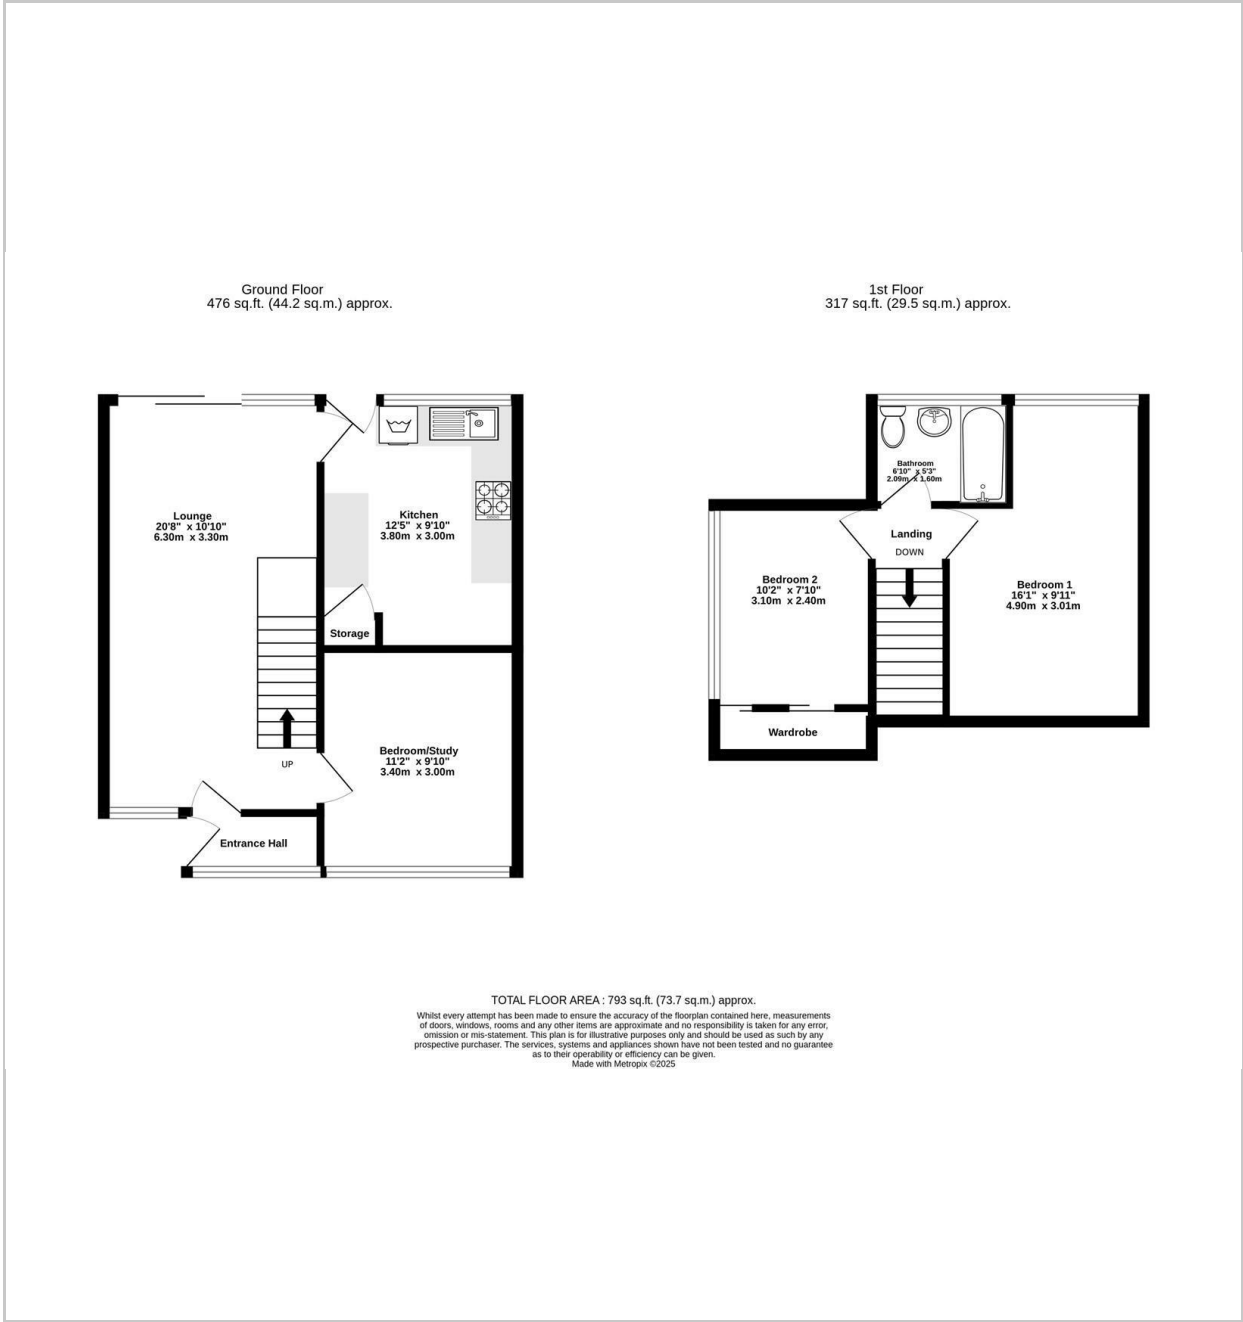 Ground Floor
476 sq.ft. (44.2 sq.m.) approx.
1st Floor
317 sq.ft. (29.5 sq.m.) approx.
Lounge
20'8" x 10'10"
6.30m x 3.30m
Kitchen
12'5" x 9'10"
3.80m x 3.00m
Storage
Bedroom/Study
11'2" x 9'10"
3.40m x 3.00m
UP
Entrance Hall
Bathroom
6'10" x 5'3"
2.09m x 1.60m
Landing
DOWN
Bedroom 2
10'2" x 7'10"
3.10m x 2.40m
Bedroom 1
16'1" x 9'11"
4.90m x 3.01m
Wardrobe
TOTAL FLOOR AREA : 793 sq.ft. (73.7 sq.m.) approx.
Whilst every attempt has been made to ensure the accuracy of the floorplan contained here, measurements
of doors, windows, rooms and any other items are approximate and no responsibility is taken for any error,
omission or mis-statement. This plan is for illustrative purposes only and should be used as such by any
prospective purchaser. The services, systems and appliances shown have not been tested and no guarantee
as to their operability or efficiency can be given.
Made with Metropix ©2025